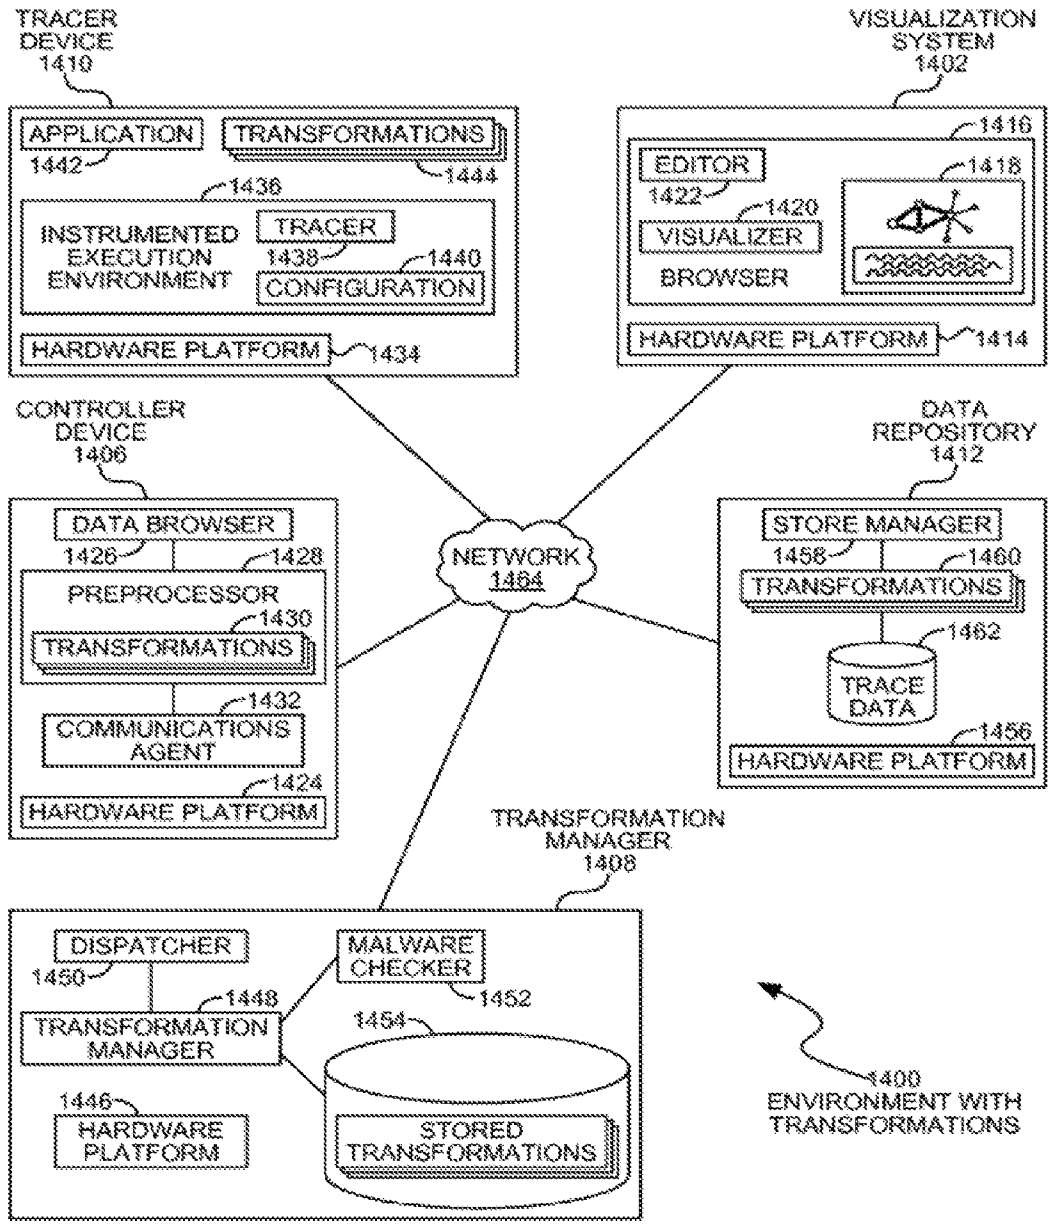 TRACER
DEVICE
1410
APPLICATION
1442
TRANSFORMATIONS
1444
1436
INSTRUMENTED
EXECUTION
ENVIRONMENT
TRACER
1438
1440
CONFIGURATION
HARDWARE PLATFORM
1434
VISUALIZATION
SYSTEM
1402
1416
EDITOR
1422
1418
1420
VISUALIZER
BROWSER
HARDWARE PLATFORM
1414
CONTROLLER
DEVICE
1406
DATA BROWSER
1426
1428
PREPROCESSOR
1430
TRANSFORMATIONS
1432
COMMUNICATIONS
AGENT
1424
HARDWARE PLATFORM
NETWORK
1464
DATA
REPOSITORY
1412
STORE MANAGER
1458
1460
TRANSFORMATIONS
1462
TRACE
DATA
1456
HARDWARE PLATFORM
TRANSFORMATION
MANAGER
1408
DISPATCHER
1450
MALWARE
CHECKER
1452
1448
TRANSFORMATION
MANAGER
1454
1446
HARDWARE
PLATFORM
STORED
TRANSFORMATIONS
1400
ENVIRONMENT WITH
TRANSFORMATIONS